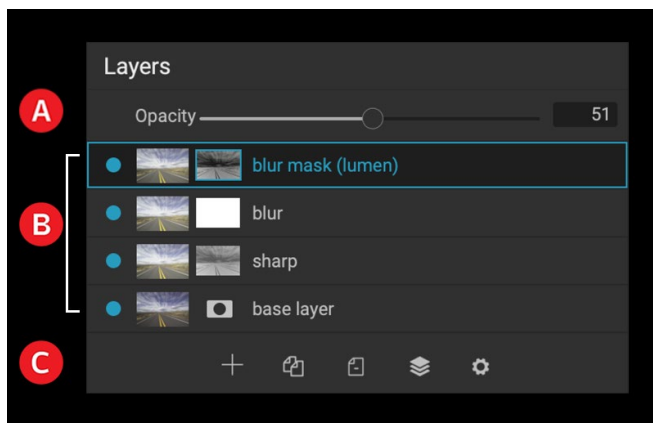 Layers
A
Opacity
51
blur mask (lumen)
B
blur
sharp
base layer
C